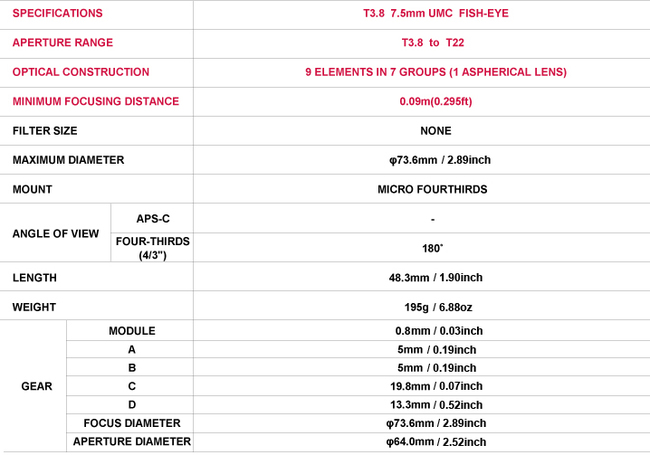 SPECIFICATIONS T3.8 7.5mm UMC FISH-EYE
APERTURE RANGE T3.8 to T22
OPTICAL CONSTRUCTION 9 ELEMENTS IN 7 GROUPS (1 ASPHERICAL LENS)
MINIMUM FOCUSING DISTANCE 0.09m(0.295ft)
FILTER SIZE NONE
MAXIMUM DIAMETER φ73.6mm / 2.89inch
MOUNT MICRO FOURTHIRDS
ANGLE OF VIEW APS-C -
FOUR-THIRDS (4/3") 180˚
LENGTH 48.3mm / 1.90inch
WEIGHT 195g / 6.88oz
GEAR MODULE 0.8mm / 0.03inch
A 5mm / 0.19inch
B 5mm / 0.19inch
C 19.8mm / 0.07inch
D 13.3mm / 0.52inch
FOCUS DIAMETER φ73.6mm / 2.89inch
APERTURE DIAMETER φ64.0mm / 2.52inch